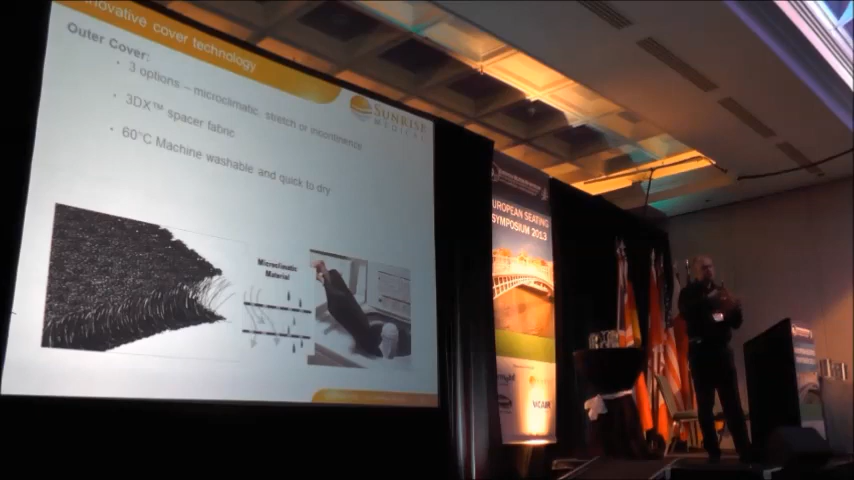 nnovative cover technology
Outer Cover:
• 3 options – microclimatic, stretch or incontinence
• 3DX™ spacer fabric
• 60°C Machine washable and quick to dry
SUNRISE
MEDICAL
Microclimatic
Material
EUROPEAN SEATING
SYMPOSIUM 2013